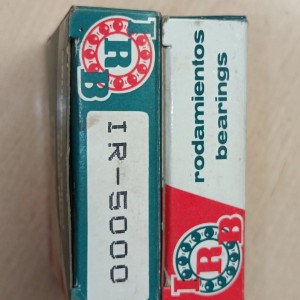 IRB
IR-5000
rodamientos
bearings
IRB